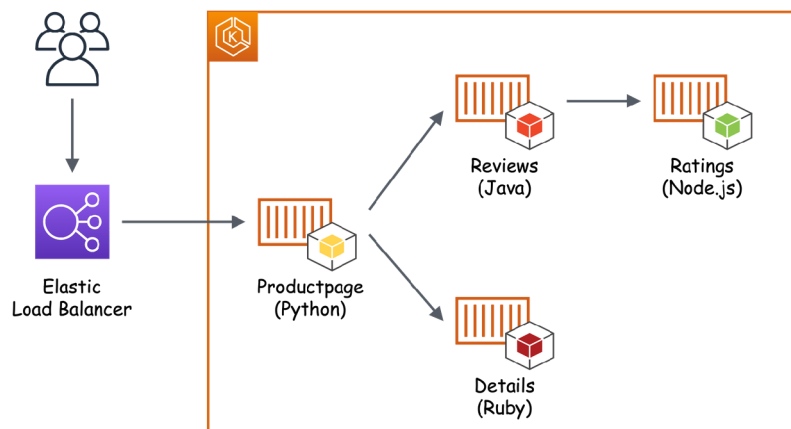 K
Reviews
(Java)
Ratings
(Node.js)
Elastic
Load Balancer
Productpage
(Python)
Details
(Ruby)